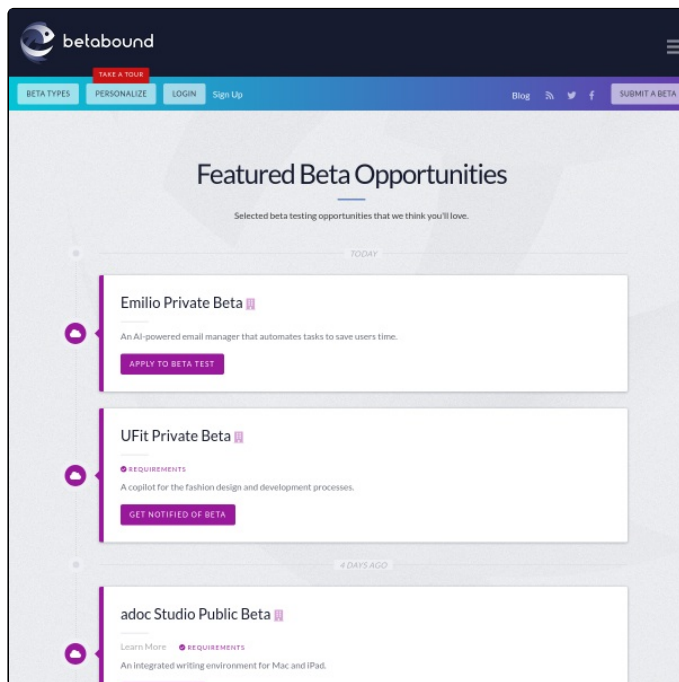 betabound
TAKE A TOUR
BETA TYPES PERSONALIZE LOGIN Sign Up Blog SUBMIT A BETA
Featured Beta Opportunities
Selected beta testing opportunities that we think you'll love.
TODAY
Emilio Private Beta
An AI-powered email manager that automates tasks to save users time.
APPLY TO BETA TEST
UFit Private Beta
REQUIREMENTS
A copilot for the fashion design and development processes.
GET NOTIFIED OF BETA
4 DAYS AGO
adoc Studio Public Beta
Learn More REQUIREMENTS
An integrated writing environment for Mac and iPad.